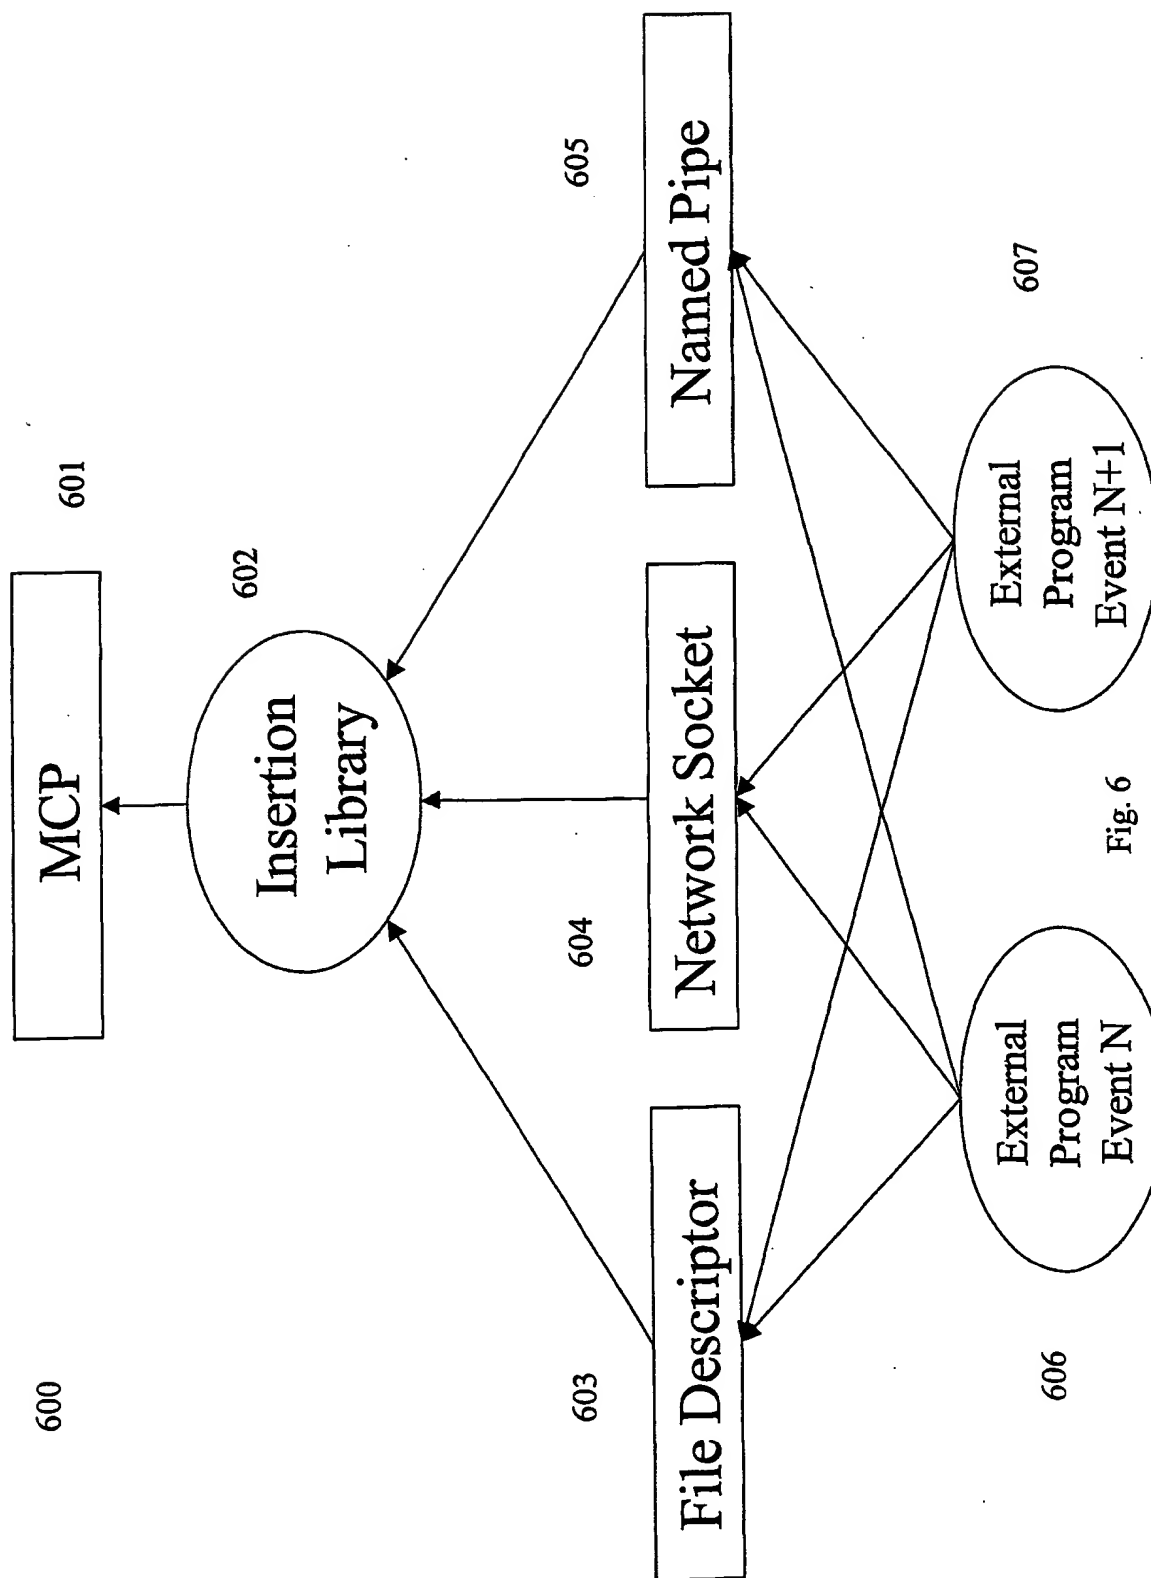 600
MCP
601
Insertion
Library
602
603
File Descriptor
604
Network Socket
605
Named Pipe
606
External
Program
Event N
External
Program
Event N+1
607
Fig. 6